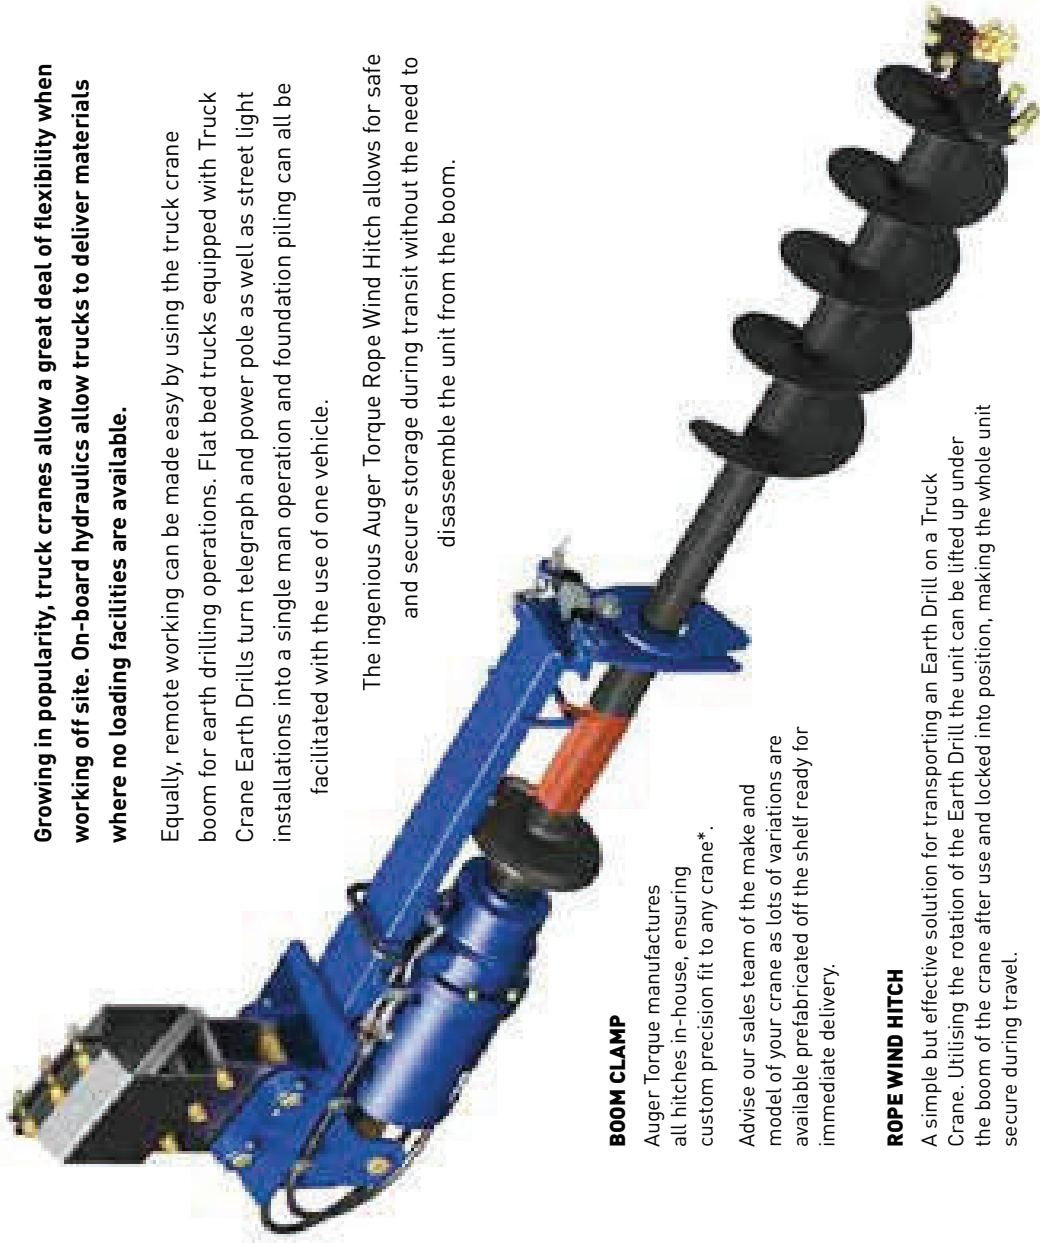 Growing in popularity, truck cranes allow a great deal of flexibility when
working off site. On-board hydraulics allow trucks to deliver materials
where no loading facilities are available.
Equally, remote working can be made easy by using the truck crane
boom for earth drilling operations. Flat bed trucks equipped with Truck
Crane Earth Drills turn telegraph and power pole as well as street light
installations into a single man operation and foundation piling can all be
facilitated with the use of one vehicle.
The ingenious Auger Torque Rope Wind Hitch allows for safe
and secure storage during transit without the need to
disassemble the unit from the boom.
BOOM CLAMP
Auger Torque manufactures
all hitches in-house, ensuring
custom precision fit to any crane*.
Advise our sales team of the make and
model of your crane as lots of variations are
available prefabricated off the shelf ready for
immediate delivery.
ROPE WIND HITCH
A simple but effective solution for transporting an Earth Drill on a Truck
Crane. Utilising the rotation of the Earth Drill the unit can be lifted up under
the boom of the crane after use and locked into position, making the whole unit
secure during travel.